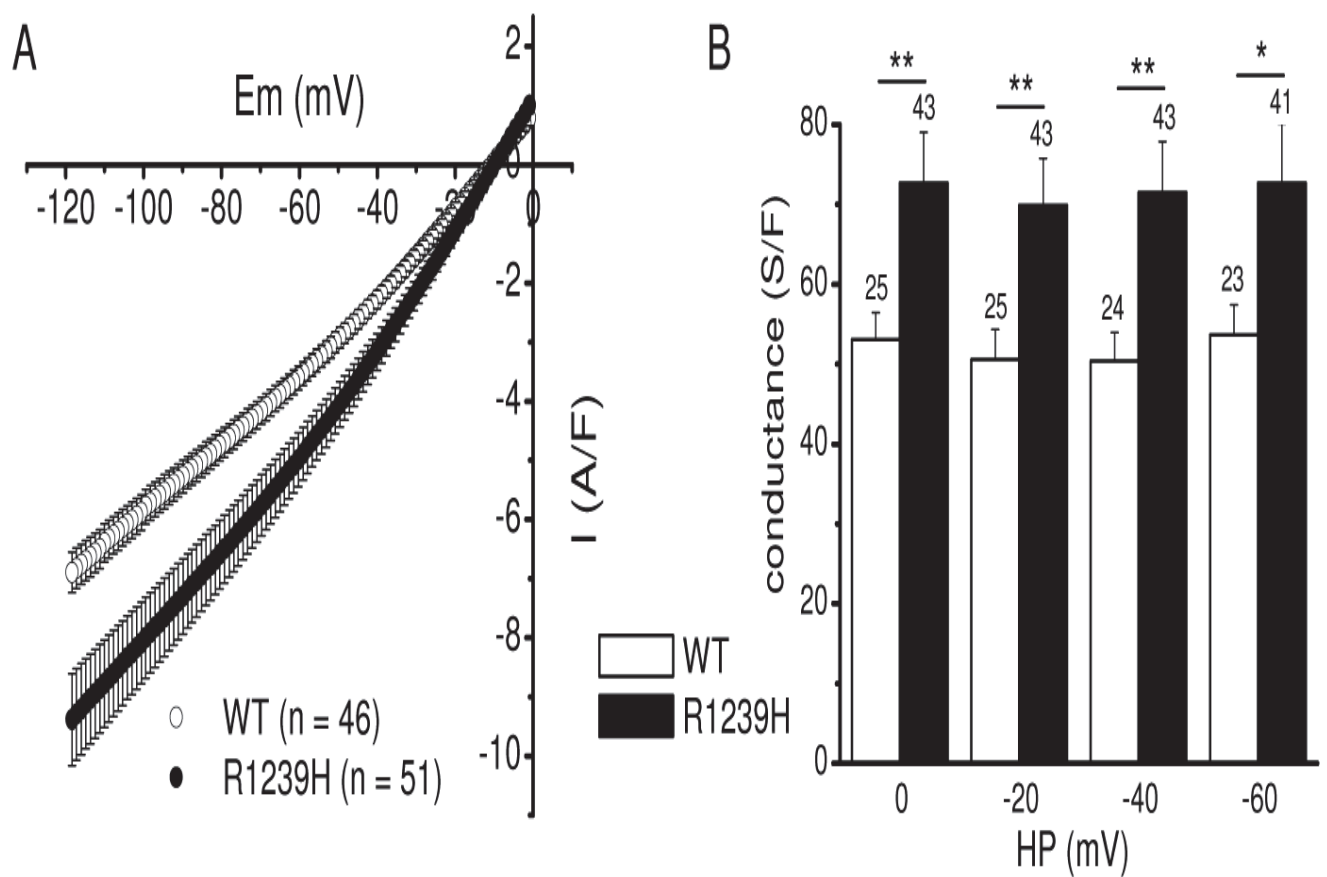 A
Em (mV)
2
0
-120 -100 -80 -60 -40 -20 0
-2
-4
-6
-8
-10
I (A/F)
WT (n = 46)
R1239H (n = 51)
B
** ** ** *
43 43 43 41
25 25 24 23
80
60
40
20
0
conductance (S/F)
WT
R1239H
0 -20 -40 -60
HP (mV)